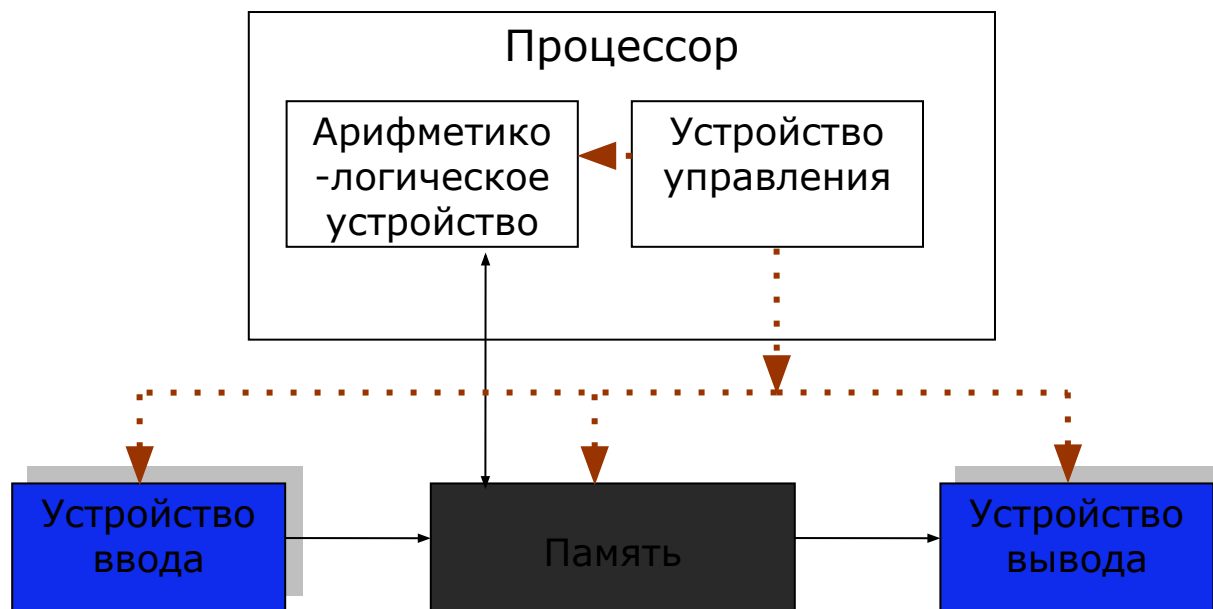 Процессор
Арифметико
-логическое
устройство
Устройство
управления
Устройство
ввода
Память
Устройство
вывода